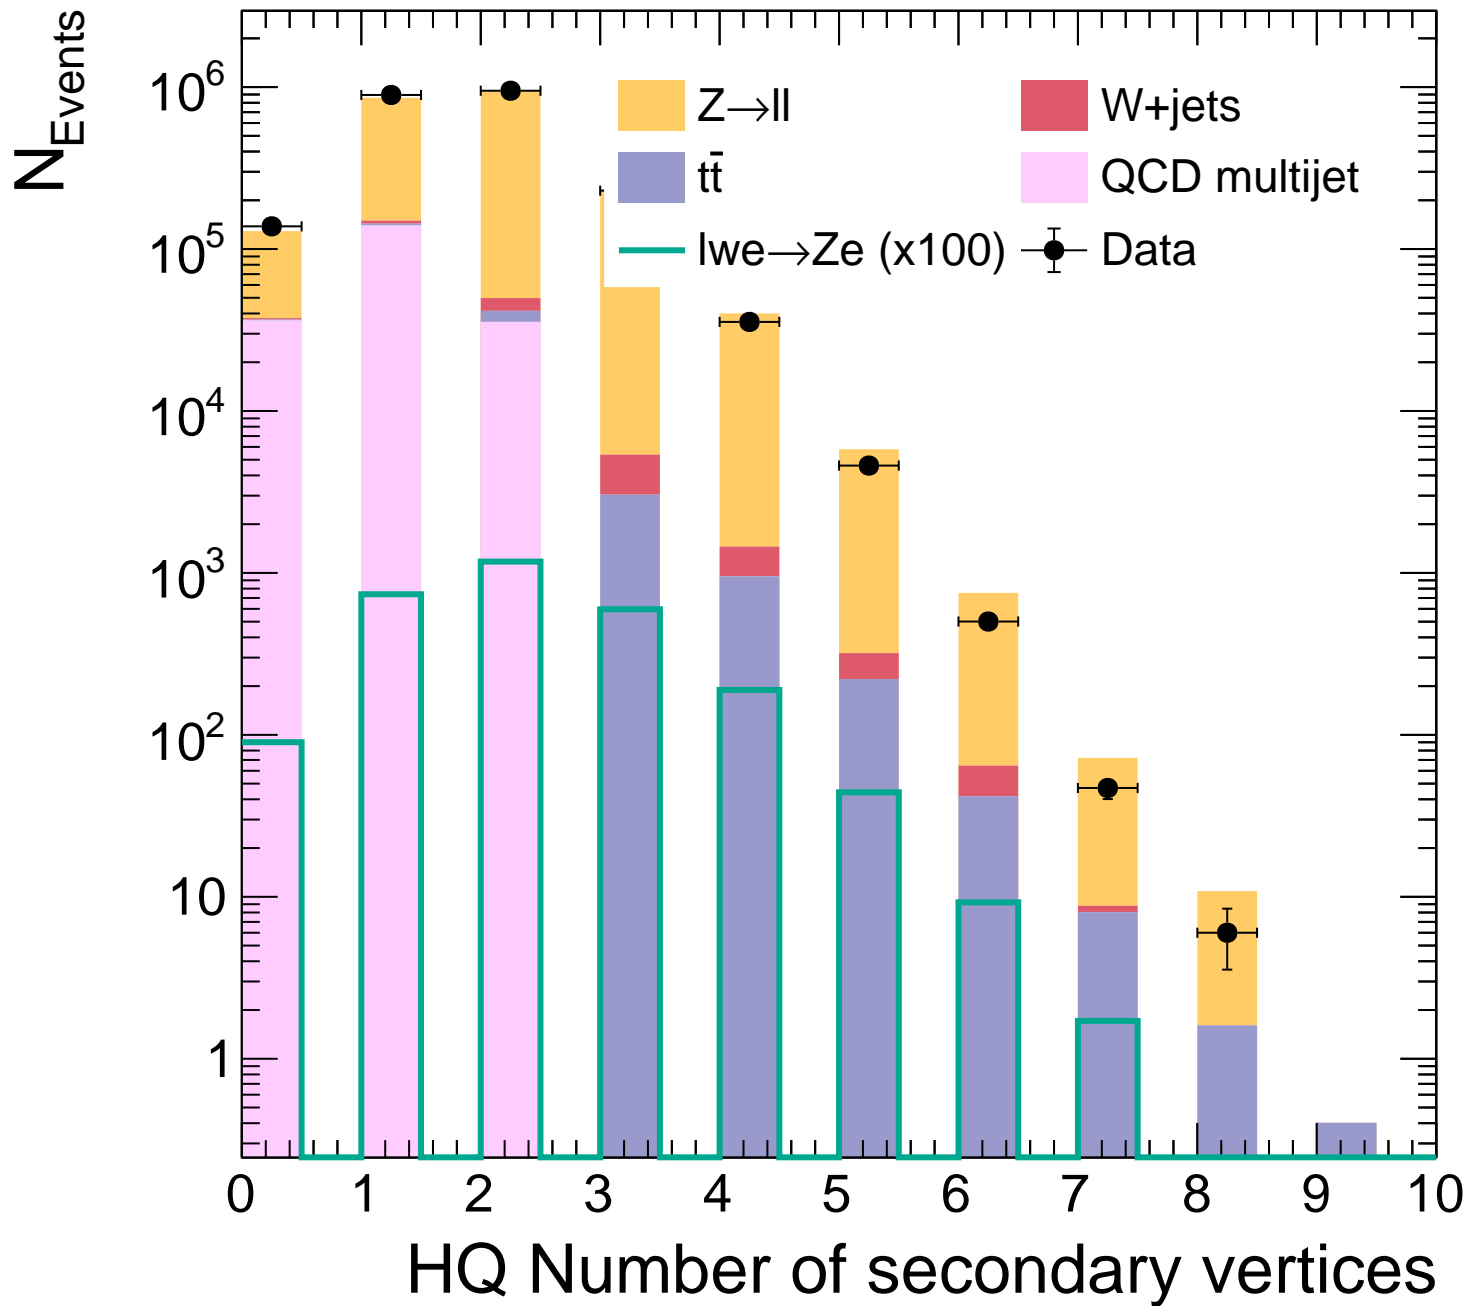 N_Events
10^6
10^5
10^4
10^3
10^2
10
1
Z→ll
W+jets
tt̄
QCD multijet
lwe→Ze (x100)
Data
0 1 2 3 4 5 6 7 8 9 10
HQ Number of secondary vertices